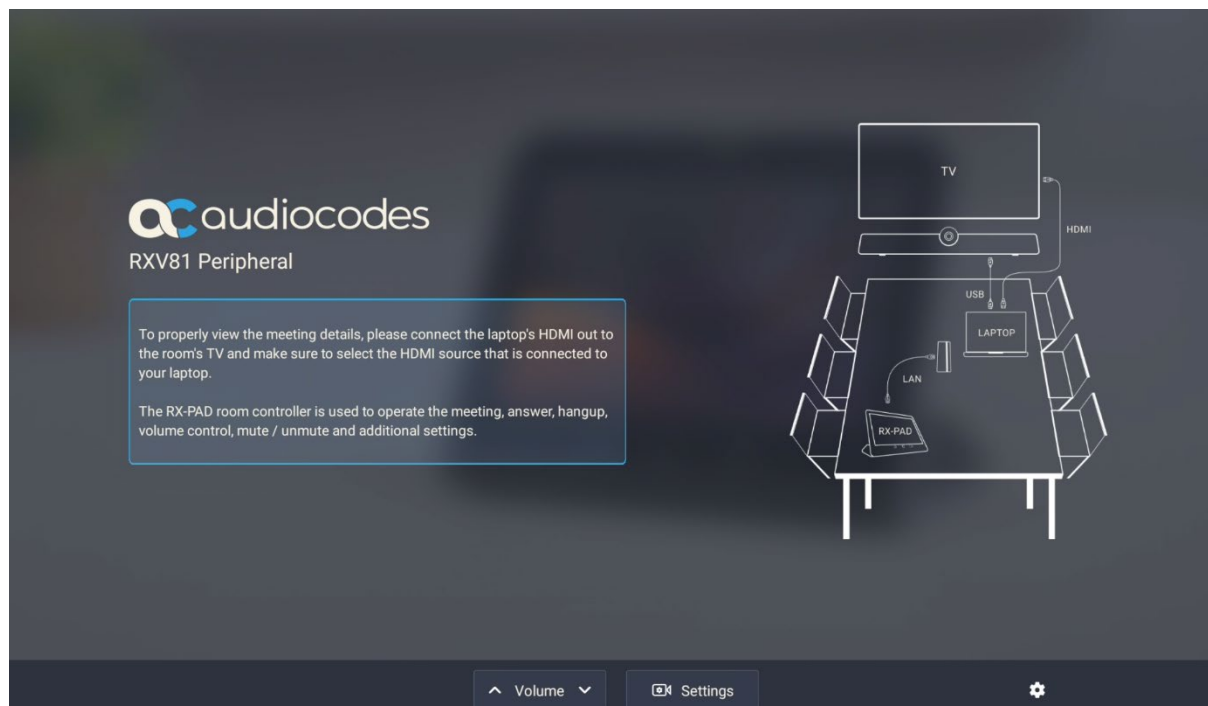 audiocodes
RXV81 Peripheral
To properly view the meeting details, please connect the laptop's HDMI out to
the room's TV and make sure to select the HDMI source that is connected to
your laptop.
The RX-PAD room controller is used to operate the meeting, answer, hangup,
volume control, mute / unmute and additional settings.
TV
HDMI
USB
LAPTOP
LAN
RX-PAD
Volume
Settings